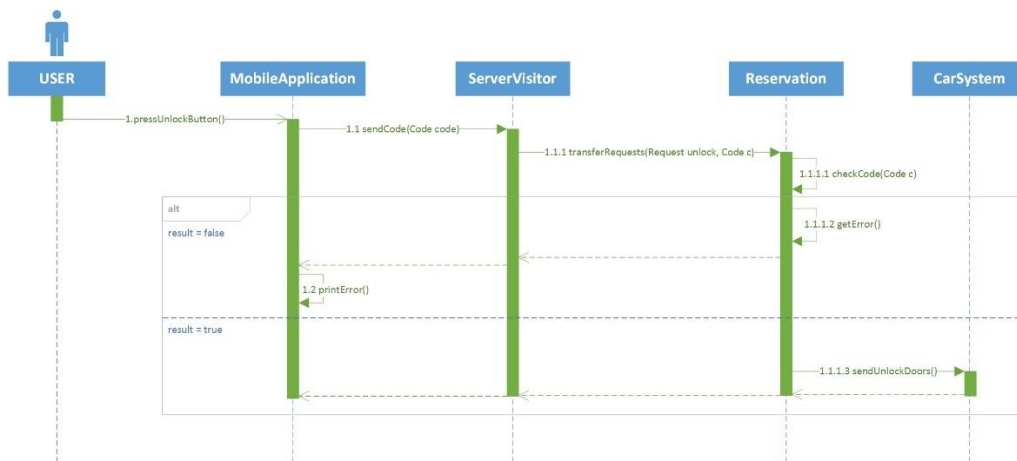 USER
MobileApplication
ServerVisitor
Reservation
CarSystem
1.pressUnlockButton()
1.1 sendCode(Code code)
1.1.1 transferRequests(Request unlock, Code c)
1.1.1.1 checkCode(Code c)
alt
result = false
1.1.1.2 getError()
1.2 printError()
result = true
1.1.1.3 sendUnlockDoors()